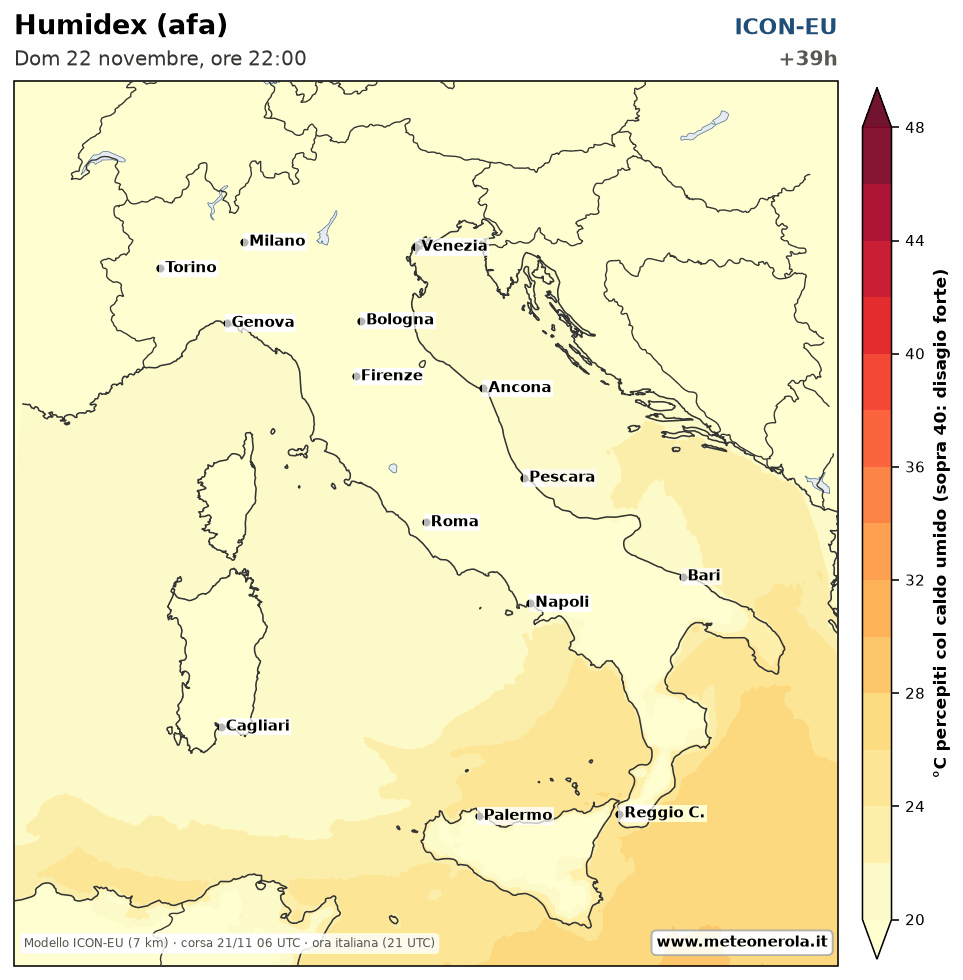 Humidex (afa)
ICON-EU
Dom 22 novembre, ore 22:00
+39h
Milano
Venezia
Torino
Genova
Bologna
Firenze
Ancona
Pescara
Roma
Bari
Napoli
Cagliari
Palermo
Reggio C.
48
44
40
36
32
28
24
20
°C percepiti col caldo umido (sopra 40: disagio forte)
Modello ICON-EU (7 km) · corsa 21/11 06 UTC · ora italiana (21 UTC)
www.meteonerola.it